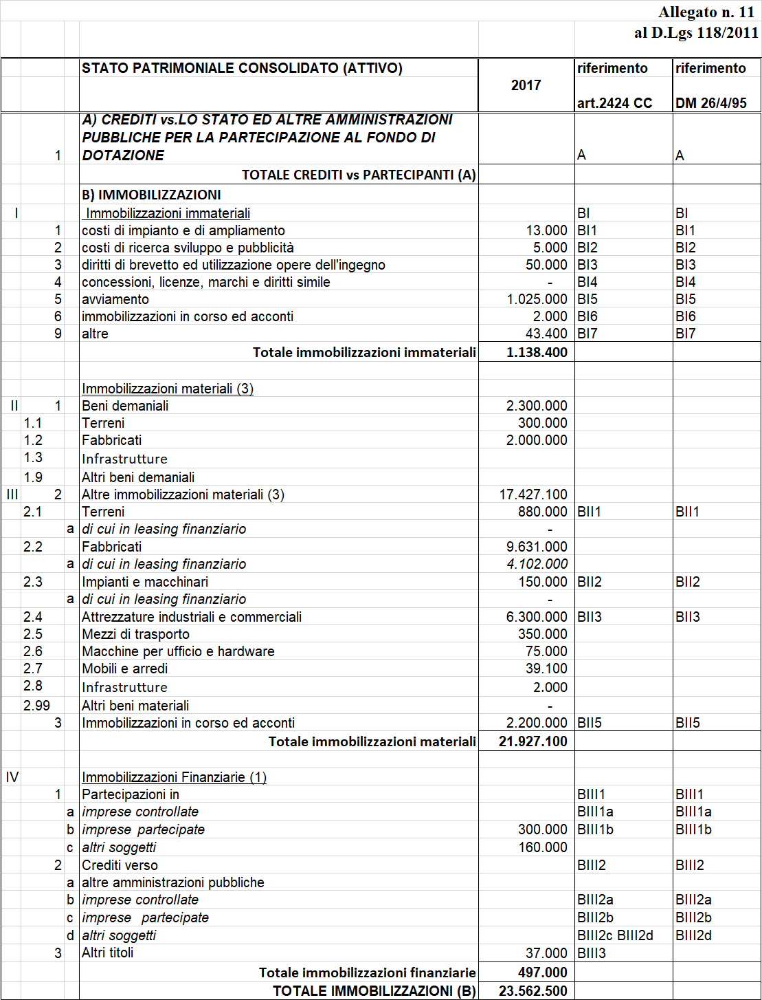 Allegato n. 11
al D.Lgs 118/2011
STATO PATRIMONIALE CONSOLIDATO (ATTIVO) 2017 riferimento riferimento
art.2424 CC DM 26/4/95
A) CREDITI vs.LO STATO ED ALTRE AMMINISTRAZIONI
PUBBLICHE PER LA PARTECIPAZIONE AL FONDO DI
1 DOTAZIONE A A
TOTALE CREDITI vs PARTECIPANTI (A)
B) IMMOBILIZZAZIONI
I Immobilizzazioni immateriali BI BI
1 costi di impianto e di ampliamento 13.000 BI1 BI1
2 costi di ricerca sviluppo e pubblicità 5.000 BI2 BI2
3 diritti di brevetto ed utilizzazione opere dell'ingegno 50.000 BI3 BI3
4 concessioni, licenze, marchi e diritti simile - BI4 BI4
5 avviamento 1.025.000 BI5 BI5
6 immobilizzazioni in corso ed acconti 2.000 BI6 BI6
9 altre 43.400 BI7 BI7
Totale immobilizzazioni immateriali 1.138.400
Immobilizzazioni materiali (3)
II 1 Beni demaniali 2.300.000
1.1 Terreni 300.000
1.2 Fabbricati 2.000.000
1.3 Infrastrutture
1.9 Altri beni demaniali
III 2 Altre immobilizzazioni materiali (3) 17.427.100
2.1 Terreni 880.000 BII1 BII1
a di cui in leasing finanziario -
2.2 Fabbricati 9.631.000
a di cui in leasing finanziario 4.102.000
2.3 Impianti e macchinari 150.000 BII2 BII2
a di cui in leasing finanziario -
2.4 Attrezzature industriali e commerciali 6.300.000 BII3 BII3
2.5 Mezzi di trasporto 350.000
2.6 Macchine per ufficio e hardware 75.000
2.7 Mobili e arredi 39.100
2.8 Infrastrutture 2.000
2.99 Altri beni materiali -
3 Immobilizzazioni in corso ed acconti 2.200.000 BII5 BII5
Totale immobilizzazioni materiali 21.927.100
IV Immobilizzazioni Finanziarie (1)
1 Partecipazioni in BIII1 BIII1
a imprese controllate BIII1a BIII1a
b imprese partecipate 300.000 BIII1b BIII1b
c altri soggetti 160.000
2 Crediti verso BIII2 BIII2
a altre amministrazioni pubbliche
b imprese controllate BIII2a BIII2a
c imprese partecipate BIII2b BIII2b
d altri soggetti BIII2c BIII2d BIII2d
3 Altri titoli 37.000 BIII3
Totale immobilizzazioni finanziarie 497.000
TOTALE IMMOBILIZZAZIONI (B) 23.562.500